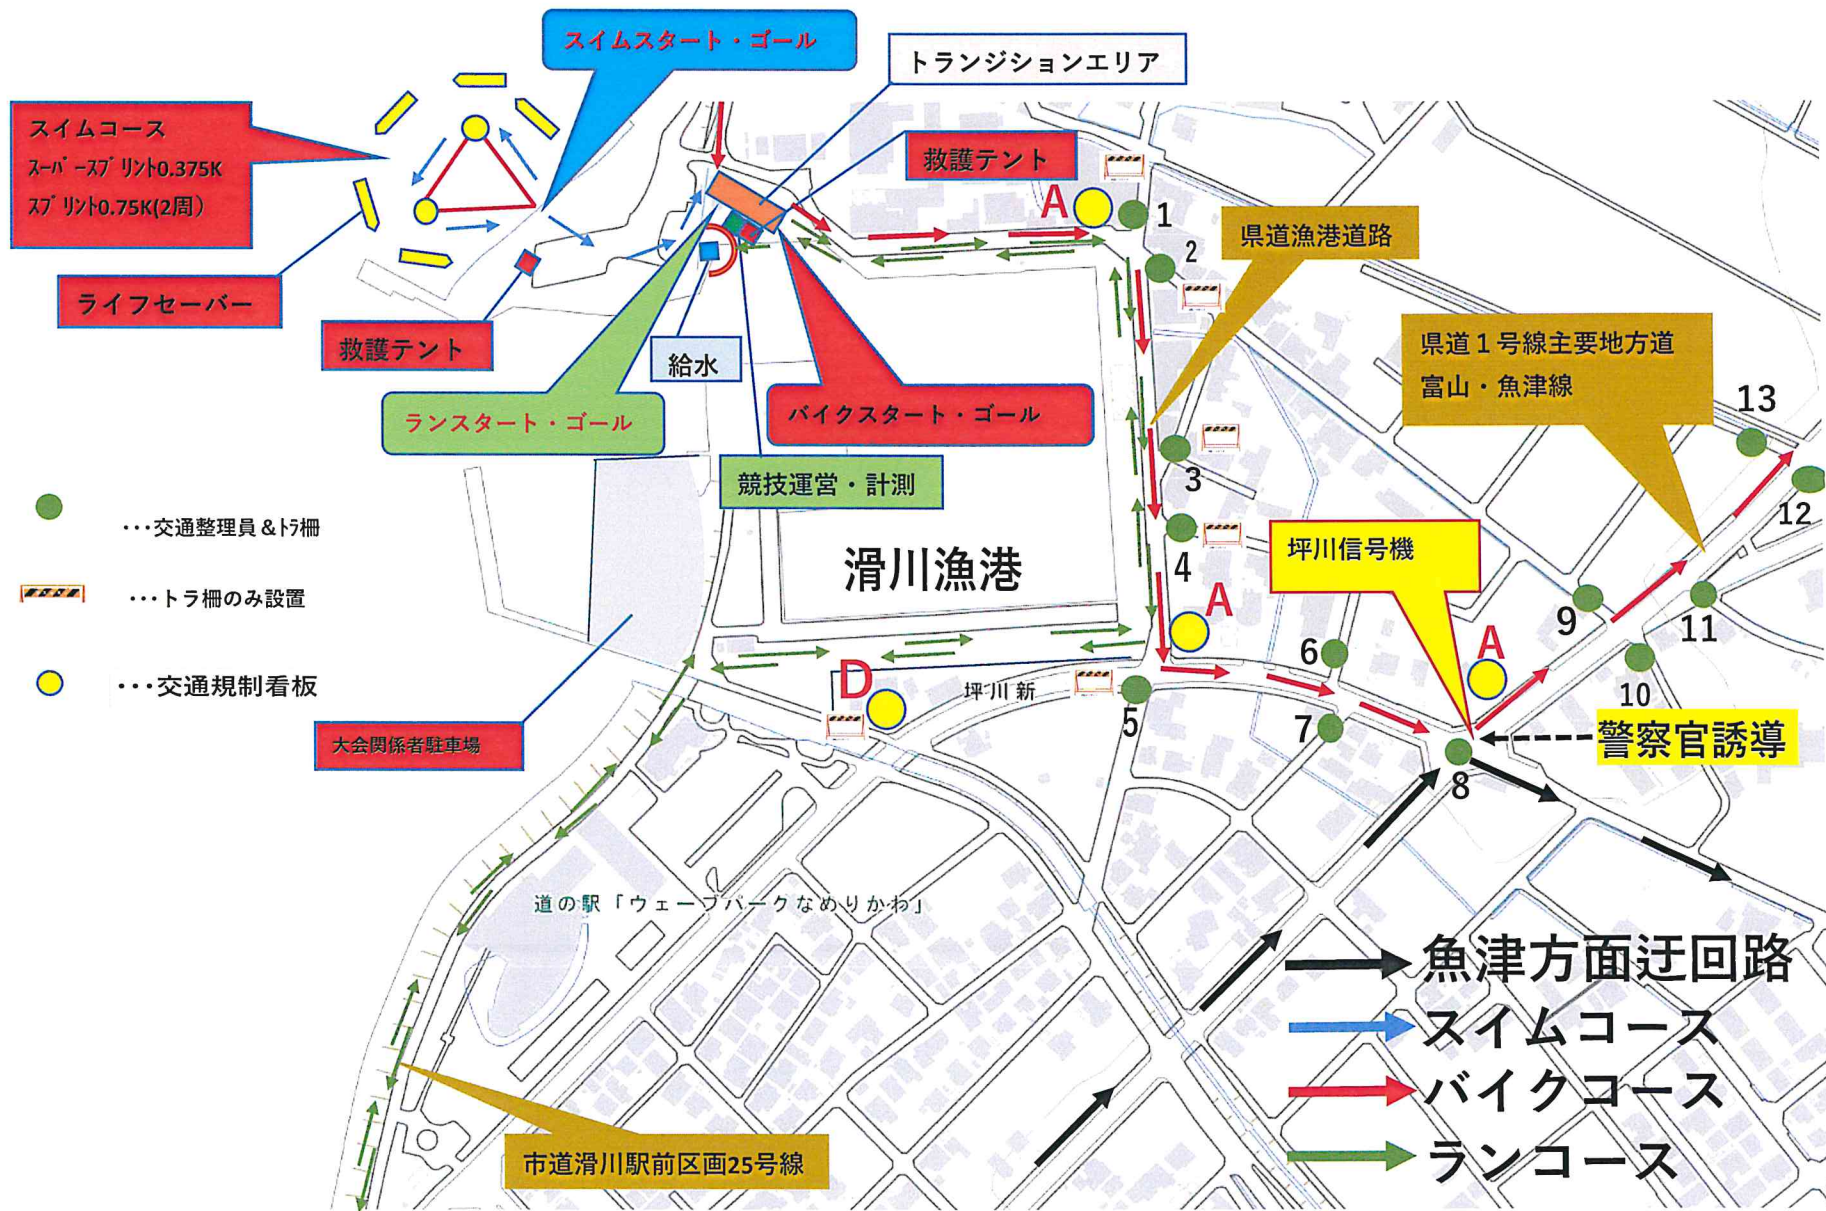 スイムスタート・ゴール
トランジションエリア
スイムコース
スーパースプリント0.375K
スプリント0.75K(2周)
救護テント
A
1
2
県道漁港道路
ライフセーバー
救護テント
給水
県道1号線主要地方道
富山・魚津線
ランスタート・ゴール
バイクスタート・ゴール
13
3
競技運営・計測
12
・・・交通整理員&トラ柵
滑川漁港
4
坪川信号機
・・・トラ柵のみ設置
A
9
11
6
A
D
坪川新
10
・・・交通規制看板
5
7
大会関係者駐車場
警察官誘導
8
道の駅「ウェーブパークなめりかわ」
魚津方面迂回路
スイムコース
バイクコース
ランコース
市道滑川駅前区画25号線